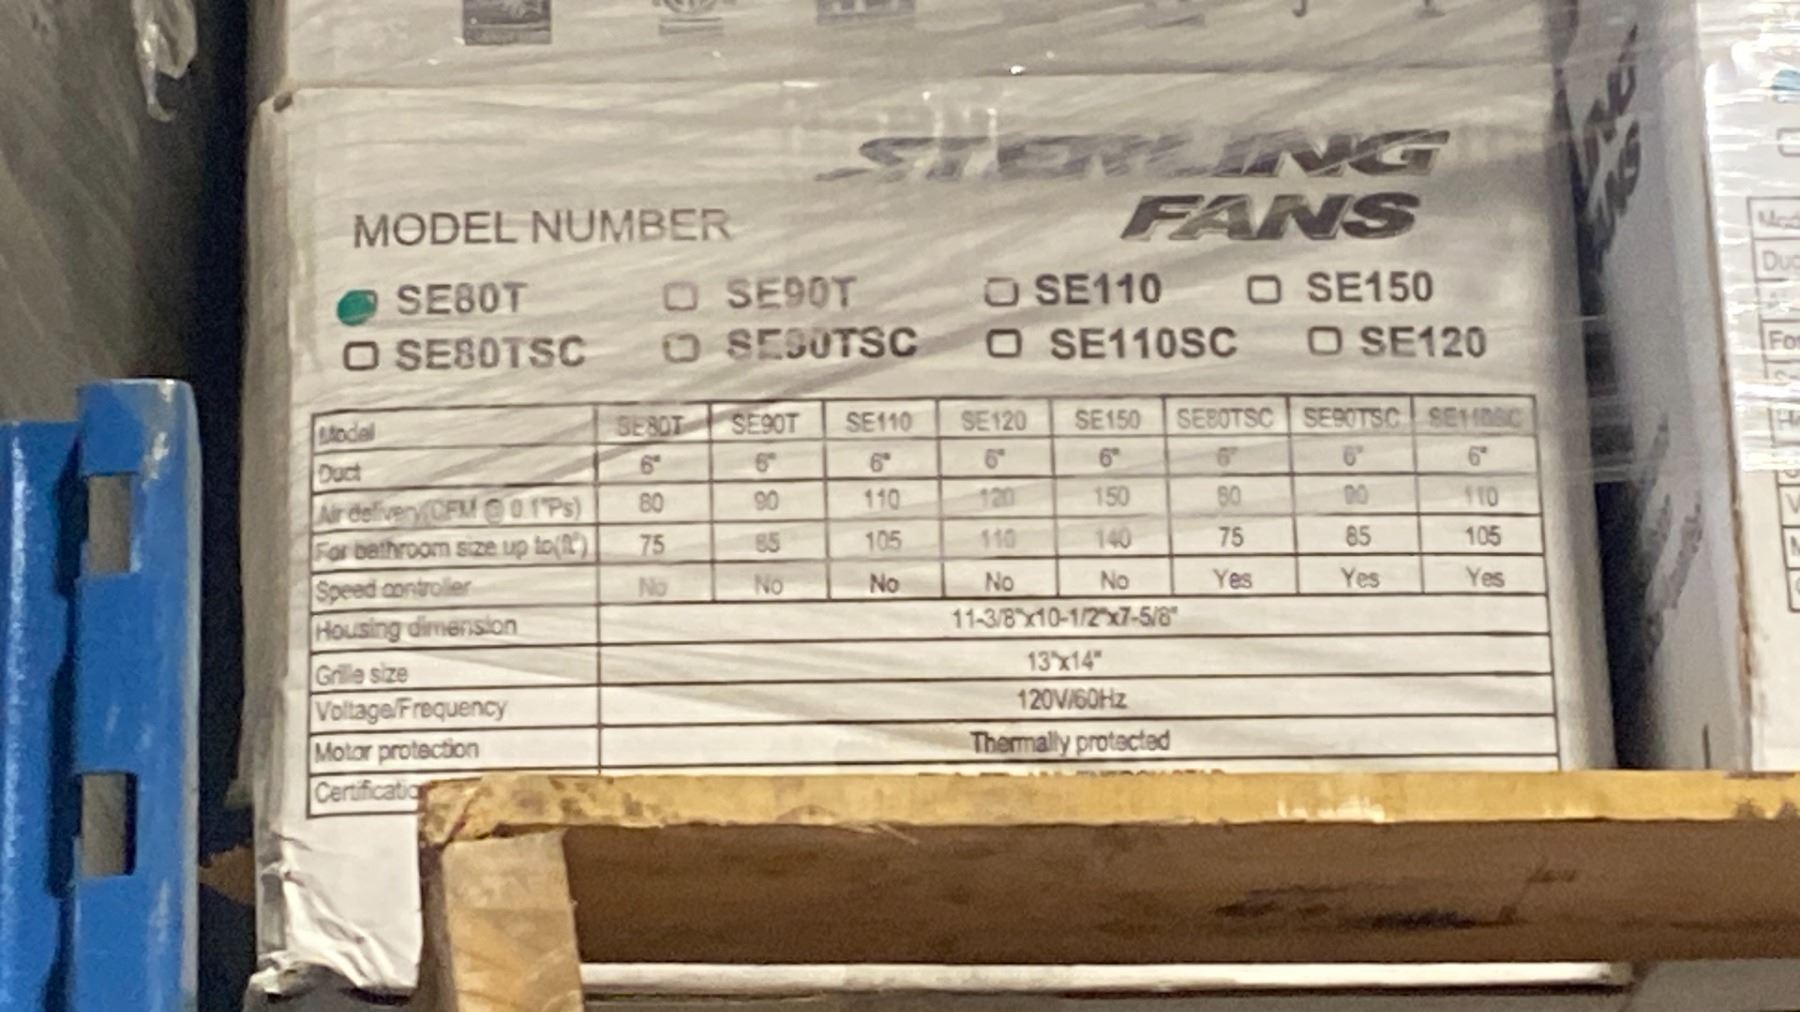 STERLING
FANS
MODEL NUMBER
SE80T SE90T SE110 SE150
SE80TSC SE90TSC SE110SC SE120
Model SE80T SE90T SE110 SE120 SE150 SE80TSC SE90TSC SE110SC
Duct 6" 6" 6" 6" 6" 6" 6" 6"
Air delivery(CFM @ 0.1"Ps) 80 90 110 120 150 80 90 110
For bathroom size up to(ft²) 75 85 105 110 140 75 85 105
Speed controller No No No No No Yes Yes Yes
Housing dimension 11-3/8"x10-1/2"x7-5/8"
Grille size 13"x14"
Voltage/Frequency 120V/60Hz
Motor protection Thermally protected